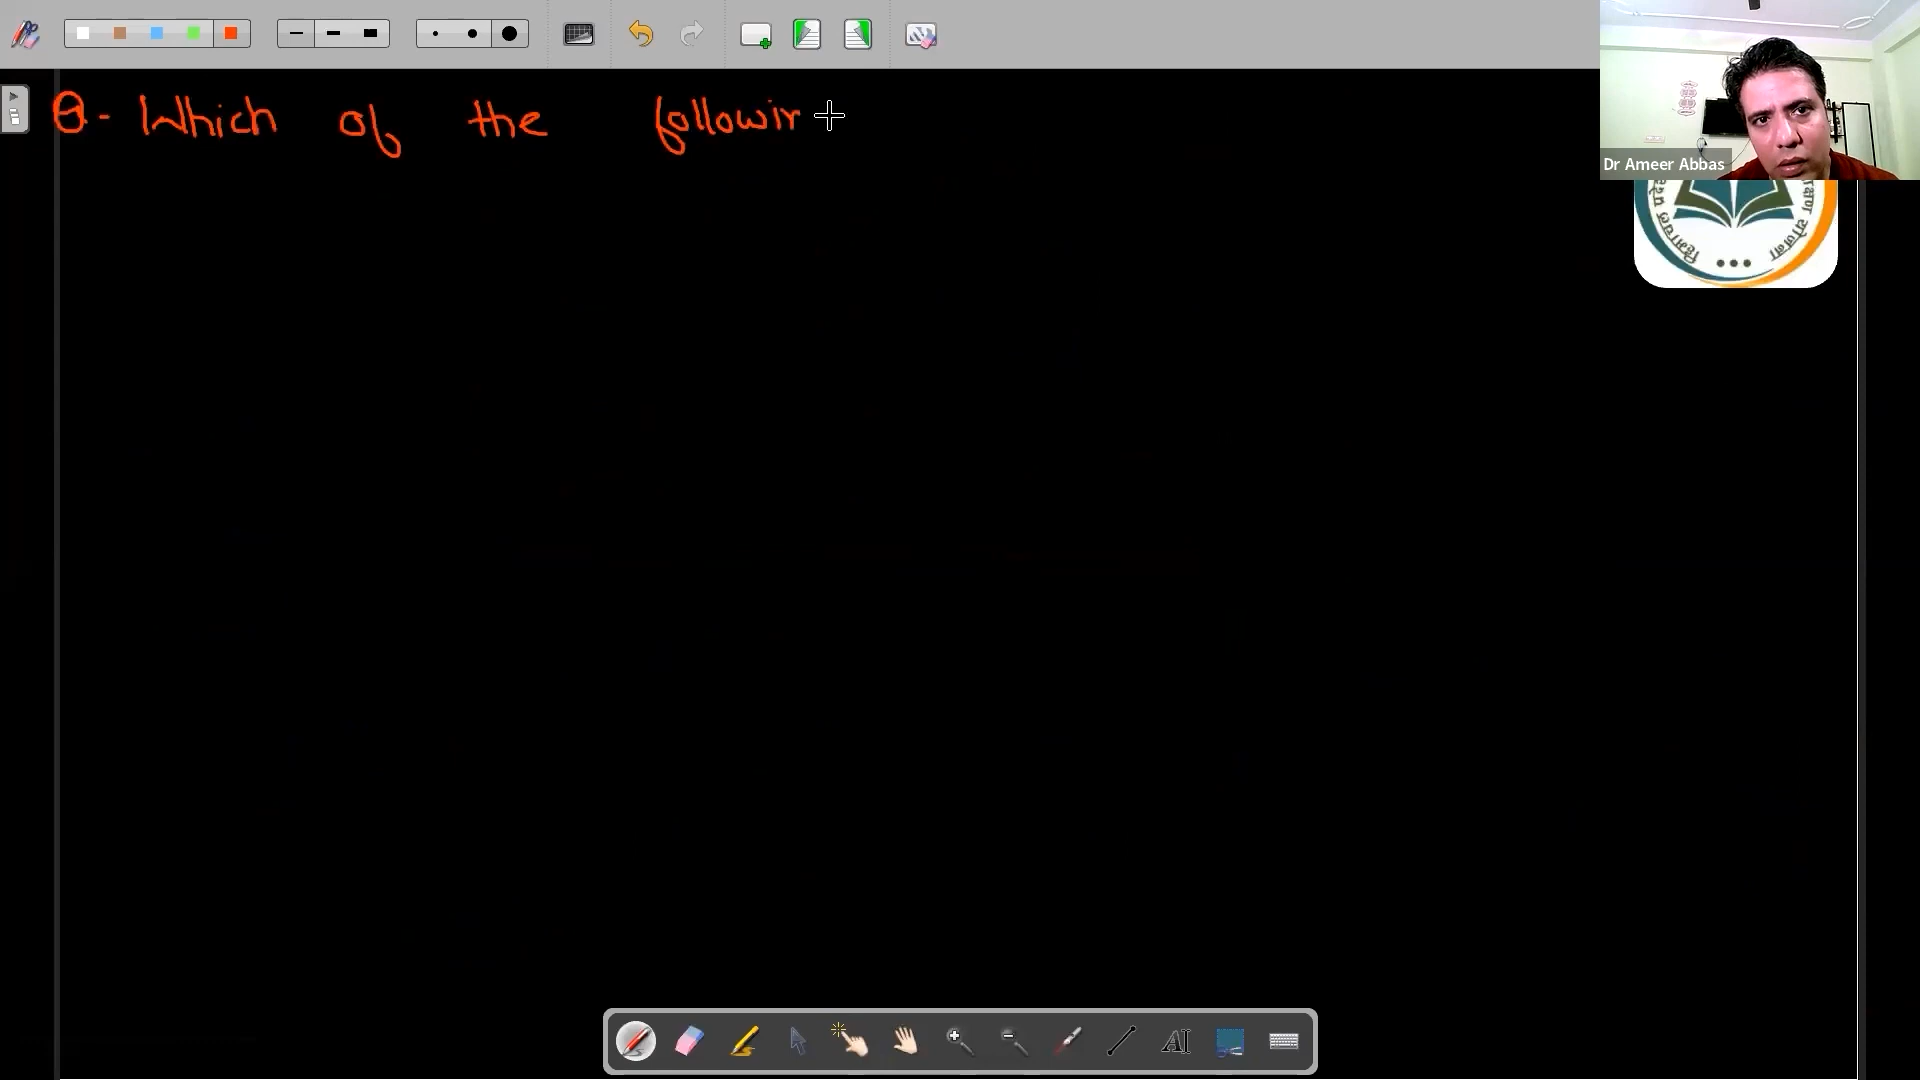 Q- Which of the followin
Dr Ameer Abbas